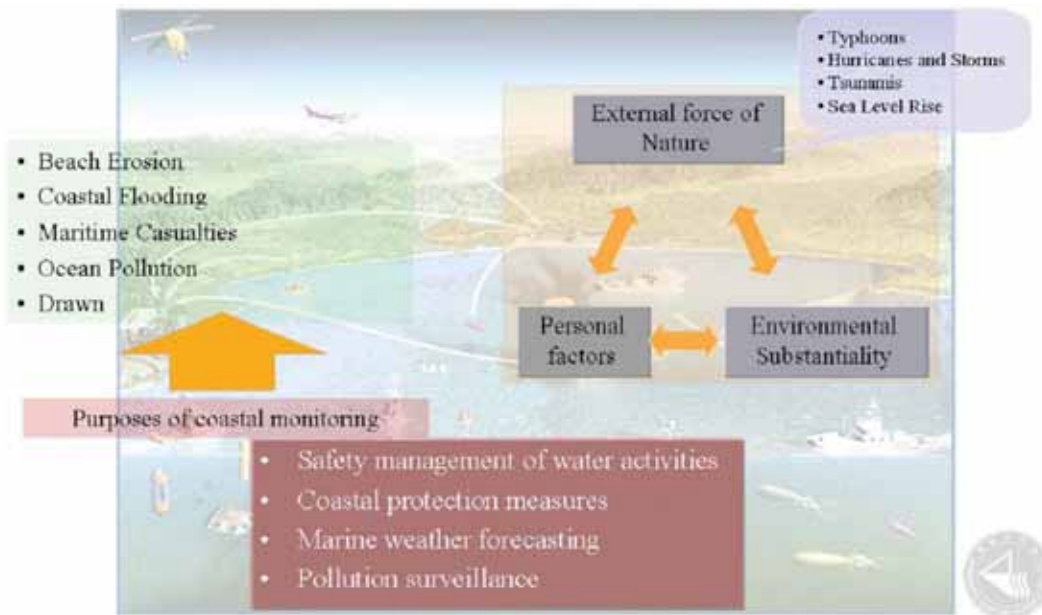 • Typhoons
• Hurricanes and Storms
• Tsunamis
• Sea Level Rise
External force of
Nature
• Beach Erosion
• Coastal Flooding
• Maritime Casualties
• Ocean Pollution
• Drawn
Personal
factors
Environmental
Substantiality
Purposes of coastal monitoring
• Safety management of water activities
• Coastal protection measures
• Marine weather forecasting
• Pollution surveillance